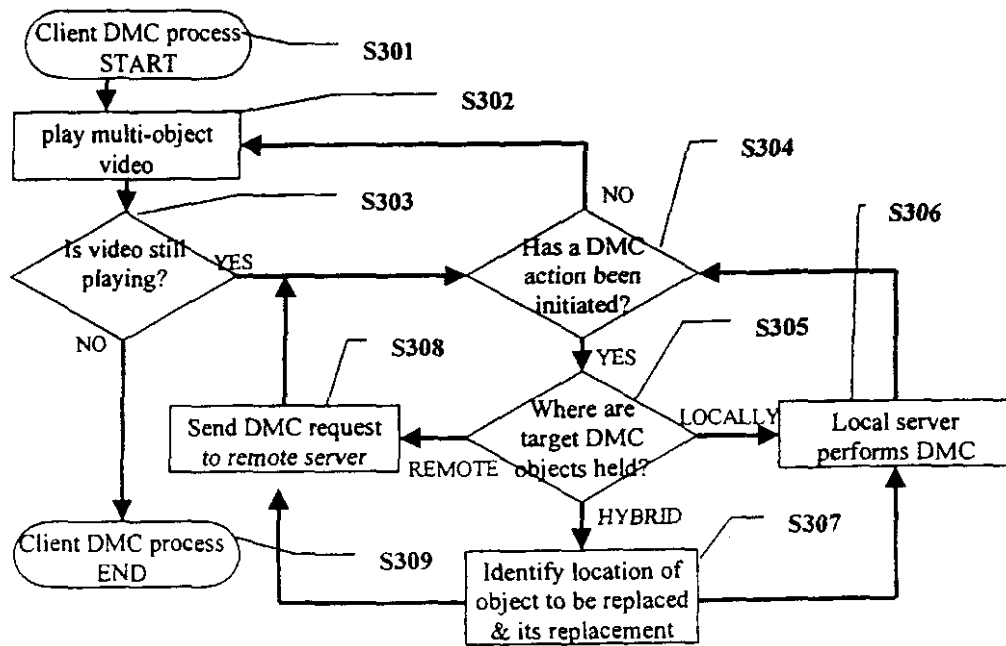 Client DMC process
START
S301
S302
play multi-object
video
S303
S304
NO
S306
Is video still
playing?
YES
Has a DMC
action been
initiated?
NO
S308
YES
S305
Send DMC request
to remote server
REMOTE
Where are
target DMC
objects held?
LOCALLY
Local server
performs DMC
HYBRID
S307
Client DMC process
END
S309
Identify location of
object to be replaced
& its replacement